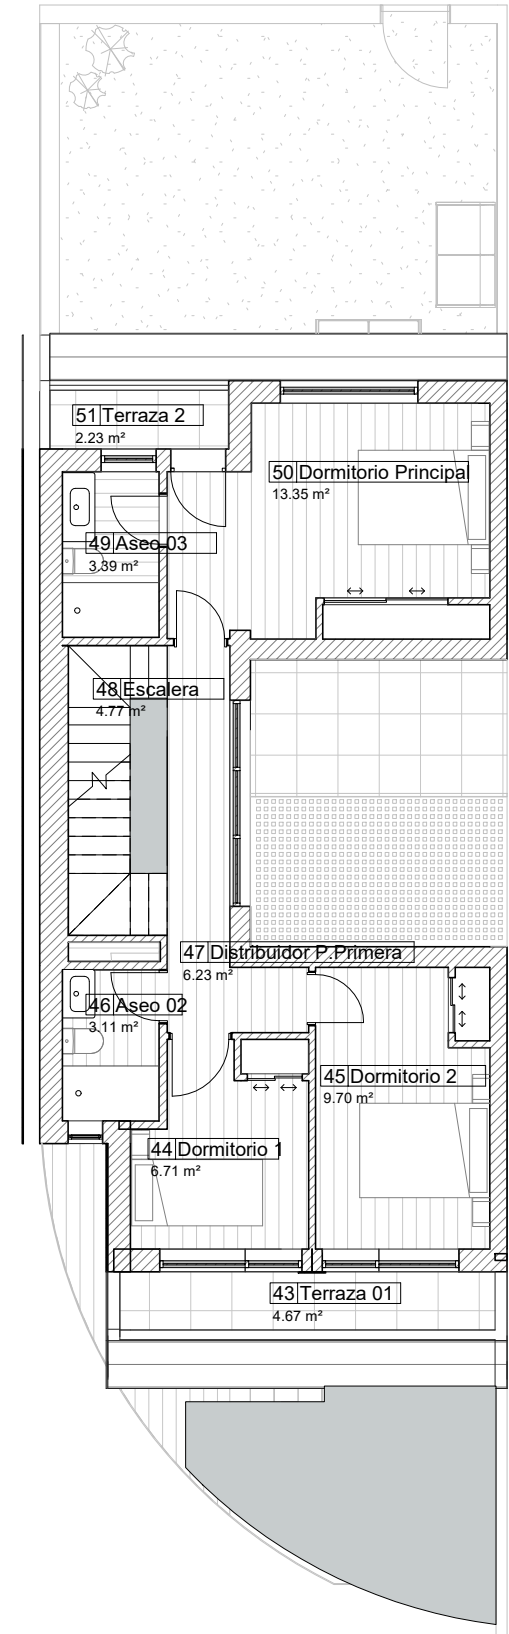 51 Terraza 2
2.23 m²
50 Dormitorio Principal
13.35 m²
49 Aseo 03
3.39 m²
48 Escalera
4.77 m²
47 Distribuidor P.Primera
6.23 m²
46 Aseo 02
3.11 m²
45 Dormitorio 2
9.70 m²
44 Dormitorio 1
6.71 m²
43 Terraza 01
4.67 m²